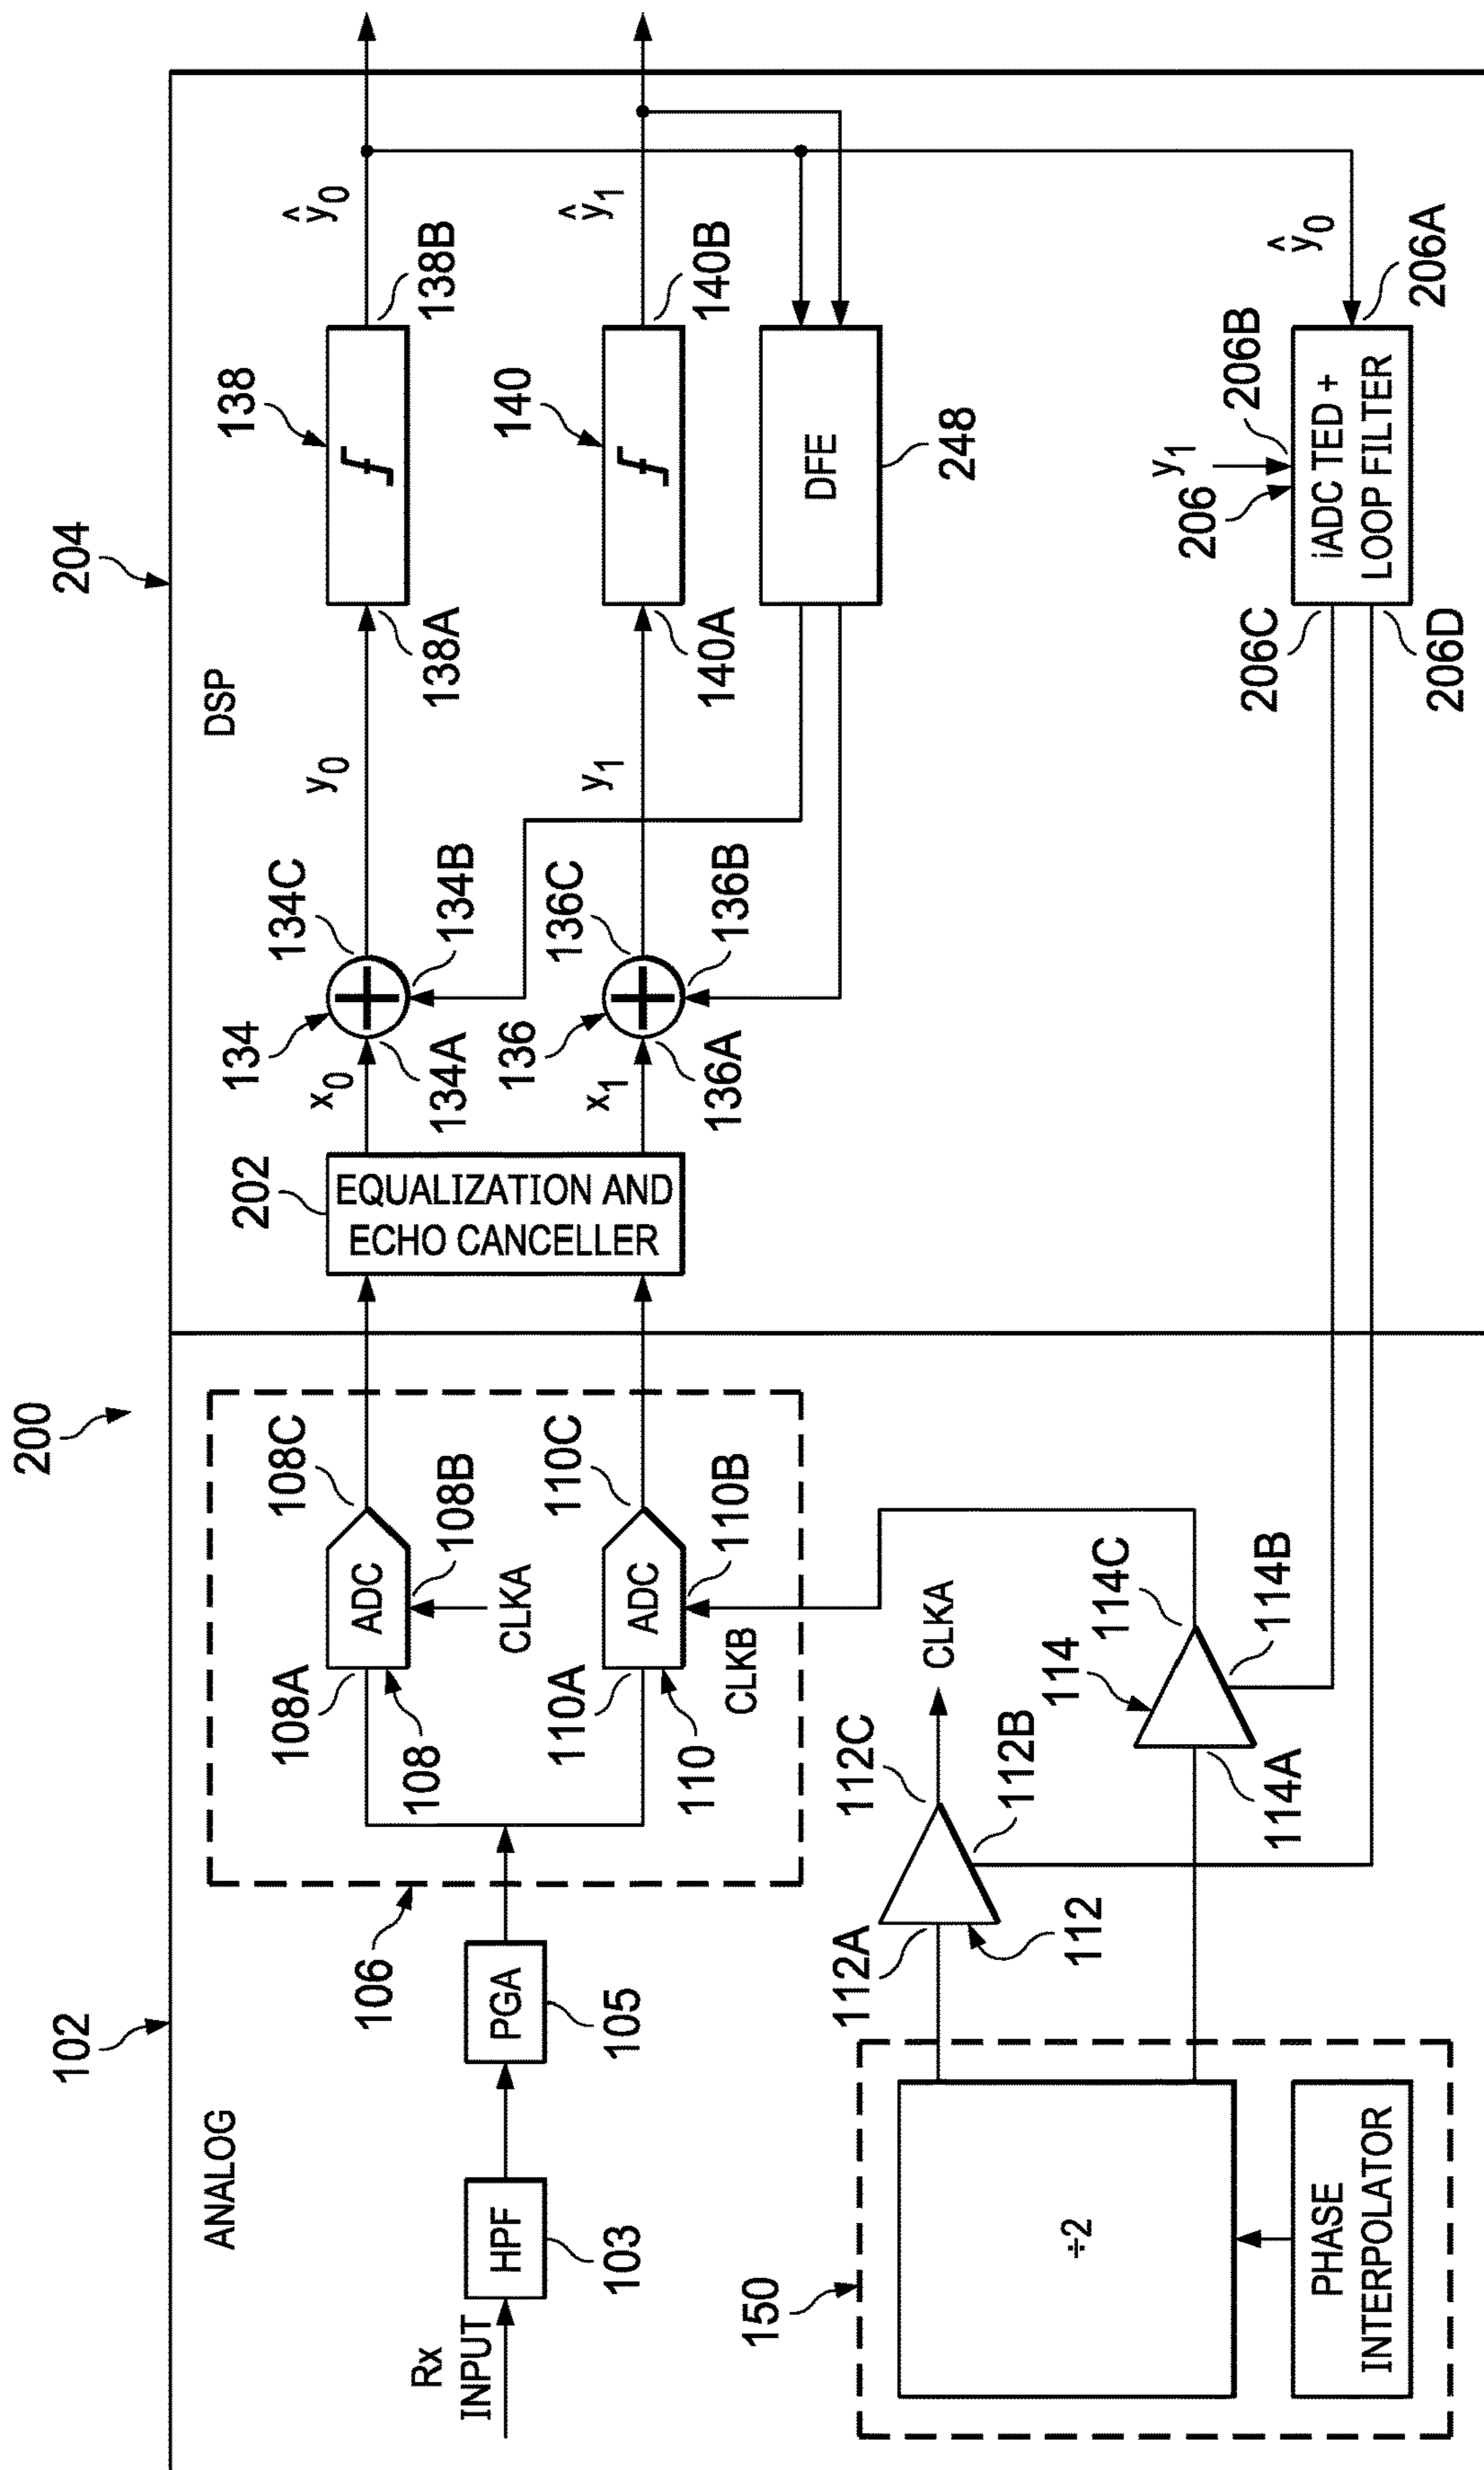 200
102
204
ANALOG
DSP
Rx
INPUT
HPF
103
PGA
105
106
108A
ADC
108C
108
108B
CLKA
110A
ADC
110C
110
110B
CLKB
202
EQUALIZATION AND
ECHO CANCELLER
x0
x1
134
134A
134B
134C
136
136A
136B
136C
y0
y1
138
138A
138B
140
140A
140B
ŷ0
ŷ1
DFE
248
150
÷2
PHASE
INTERPOLATOR
112A
112
112B
112C
CLKA
114A
114
114B
114C
206C
206D
y1
206
206B
iADC TED +
LOOP FILTER
ŷ0
206A